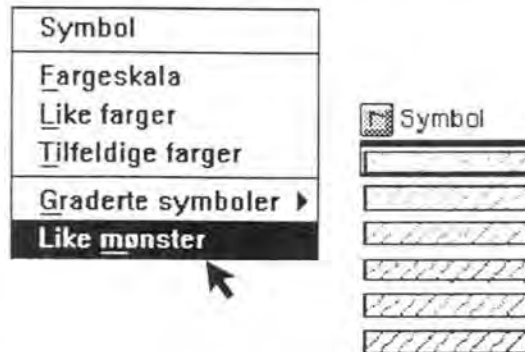 Symbol
Fargeskala
Like farger
Tilfeldige farger
Graderte symboler
Like mønster
Symbol